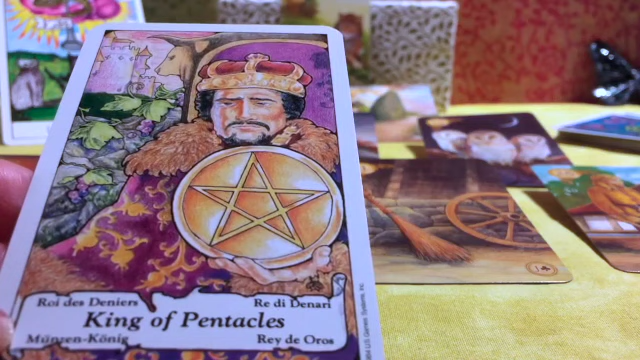 Roi des Deniers
Re di Denari
King of Pentacles
Münzen-König
Rey de Oros